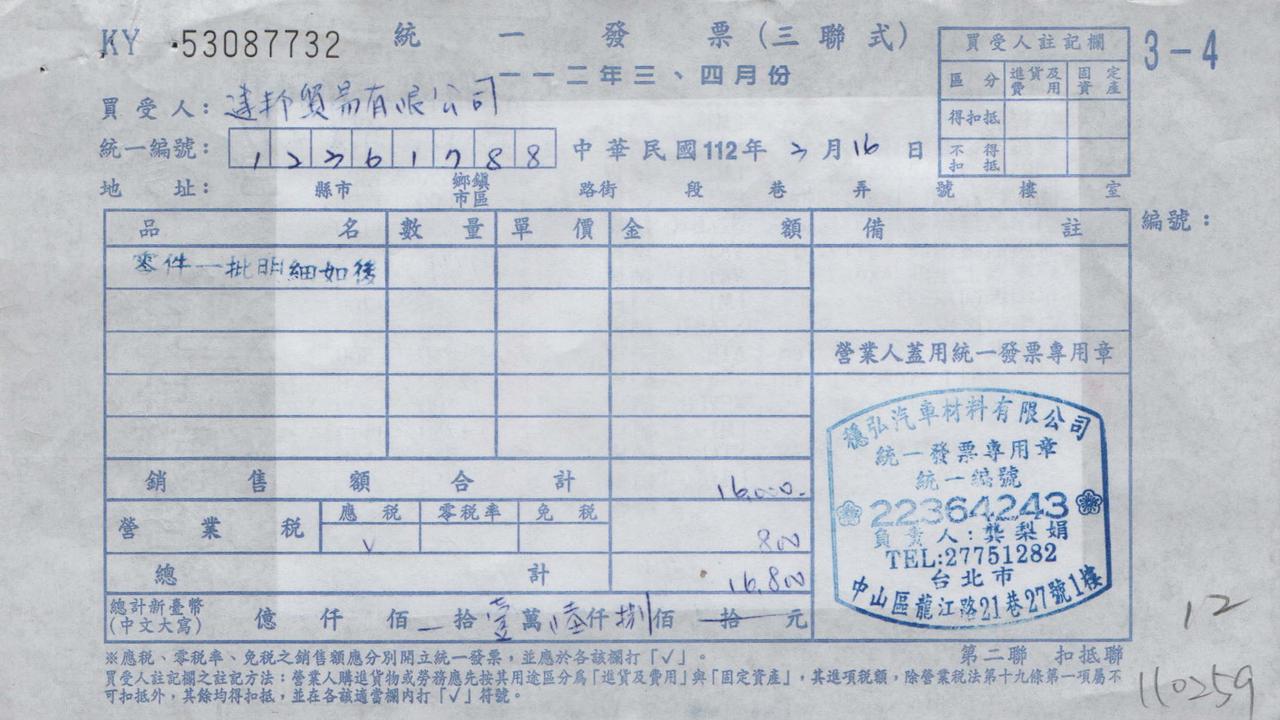 KY 53087732 統一發票(三聯式)
一一二年三、四月份
3-4
買受人註記欄
區分 進貨及費用 固定資產
得扣抵
不得扣抵
買受人: 達邦貿易有限公司
統一編號: 1 2 3 6 1 7 8 8 中華民國112年 3月16日
地址: 縣市 鄉鎮市區 路街 段 巷 弄 號 樓 室
品名 數量 單價 金額 備註 編號:
零件一批明細如後
營業人蓋用統一發票專用章
穩弘汽車材料有限公司
統一發票專用章
統一編號
22364243
負責人:龔梨娟
TEL:27751282
台北市
中山區龍江路21巷27號1樓
銷售額合計 16,000.
營業稅 應稅 零稅率 免稅
√ 800
總計 16,800
總計新臺幣(中文大寫) 億 仟 佰 拾 壹 萬 陸 仟 捌 佰 拾 元
12
※應稅、零稅率、免稅之銷售額應分別開立統一發票,並應於各該欄打「√」。 第二聯 扣抵聯
買受人註記欄之註記方法:營業人購進貨物或勞務應先按其用途區分為「進貨及費用」與「固定資產」,其進項稅額,除營業稅法第十九條第一項屬不
可扣抵外,其餘均得扣抵,並在各該適當欄內打「√」符號。
110259